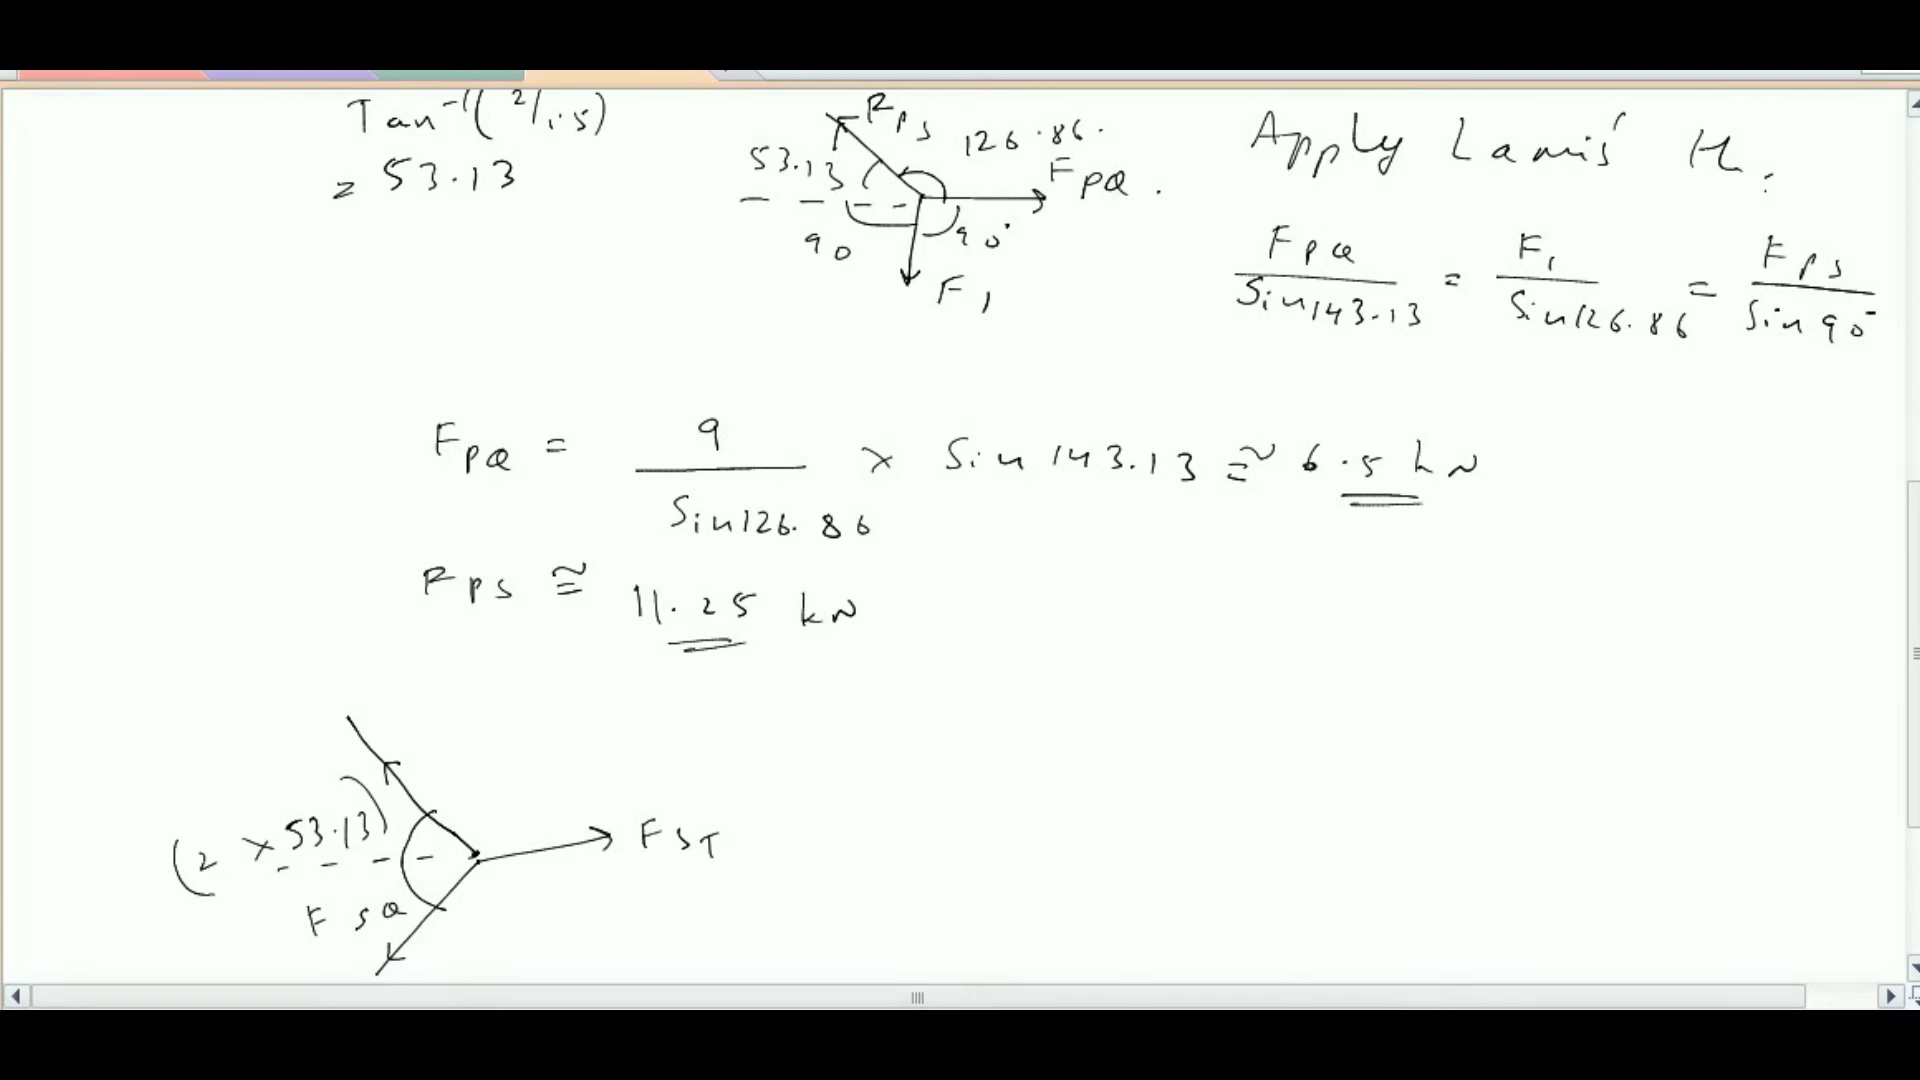 Tan⁻¹(2/1.5)
= 53.13
FPS 126.86.
53.13
FPQ.
90
90°
F1
Apply Lamis' th.
FPQ/Sin143.13 = F1/Sin126.86 = FPS/Sin90°
FPQ = 9/Sin126.86 × Sin 143.13 ≅ 6.5 kN
FPS ≅ 11.25 kN
(2 × 53.13)
FST
FSQ